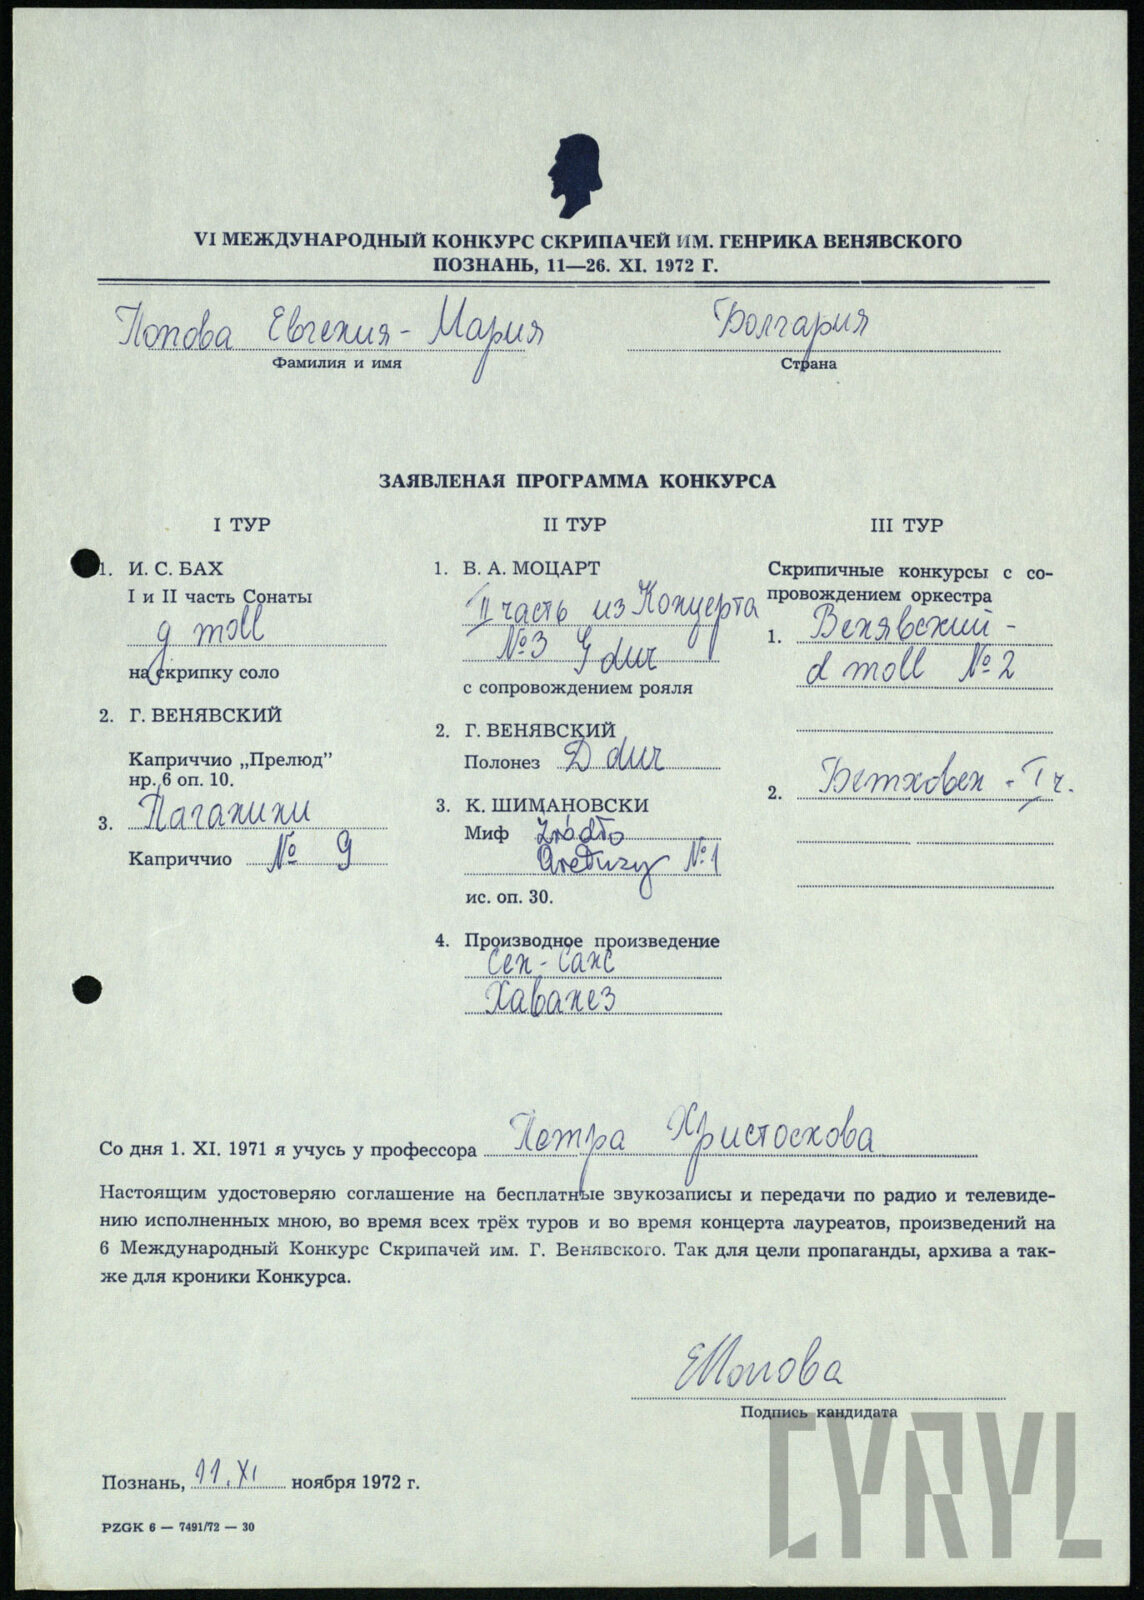 VI МЕЖДУНАРОДНЫЙ КОНКУРС СКРИПАЧЕЙ ИМ. ГЕНРИКА ВЕНЯВСКОГО
ПОЗНАНЬ, 11—26. XI. 1972 Г.
Попова Евгения - Мария
Фамилия и имя
Болгария
Страна
ЗАЯВЛЕНАЯ ПРОГРАММА КОНКУРСА
I ТУР
1. И. С. БАХ
I и II часть Сонаты
g moll
на скрипку соло
2. Г. ВЕНЯВСКИЙ
Каприччио „Прелюд”
нр. 6 оп. 10.
3. Паганини
Каприччио № 9
II ТУР
1. В. А. МОЦАРТ
II часть из Концерта
№3 G dur
с сопровождением рояля
2. Г. ВЕНЯВСКИЙ
Полонез D dur
3. К. ШИМАНОВСКИ
Миф Źródło
Aretuzy №1
ис. оп. 30.
4. Производное произведение
Сен - Санс
Хаванез
III ТУР
Скрипичные конкурсы с со-
провождением оркестра
1. Венявский -
d moll № 2
2. Бетховен - I ч.
Со дня 1. XI. 1971 я учусь у профессора Петра Христоскова
Настоящим удостоверяю соглашение на бесплатные звукозаписи и передачи по радио и телевиде-
нию исполненных мною, во время всех трёх туров и во время концерта лауреатов, произведений на
6 Международный Конкурс Скрипачей им. Г. Венявского. Так для цели пропаганды, архива а так-
же для кроники Конкурса.
ЕПопова
Подпись кандидата
Познань, 11. XI ноября 1972 г.
PZGK 6 — 7491/72 — 30
CYRYL